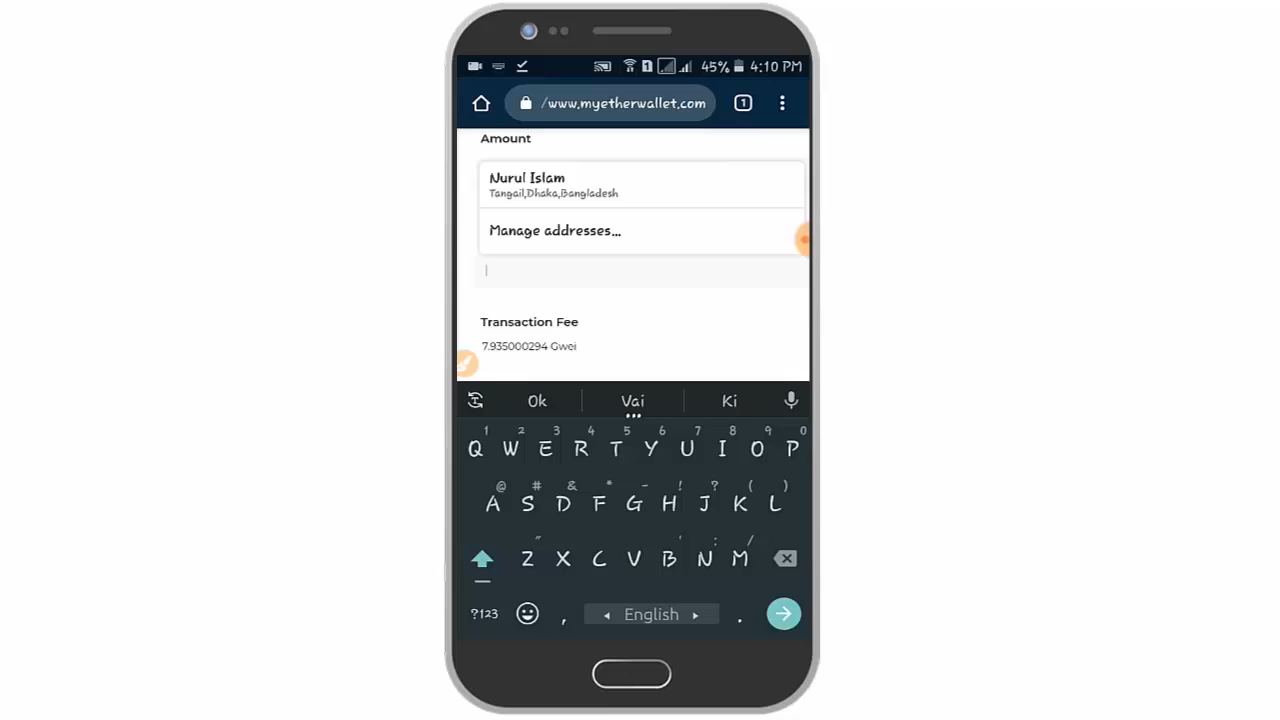 1 45% 4:10 PM
/www.myetherwallet.com 1
Amount
Nurul Islam
Tangail,Dhaka,Bangladesh
Manage addresses...
Transaction Fee
7.935000294 Gwei
Ok Vai Ki
1 2 3 4 5 6 7 8 9 0
Q W E R T Y U I O P
@ # & * - ! ? ( )
A S D F G H J K L
" ' : /
Z X C V B N M
?123 , English .